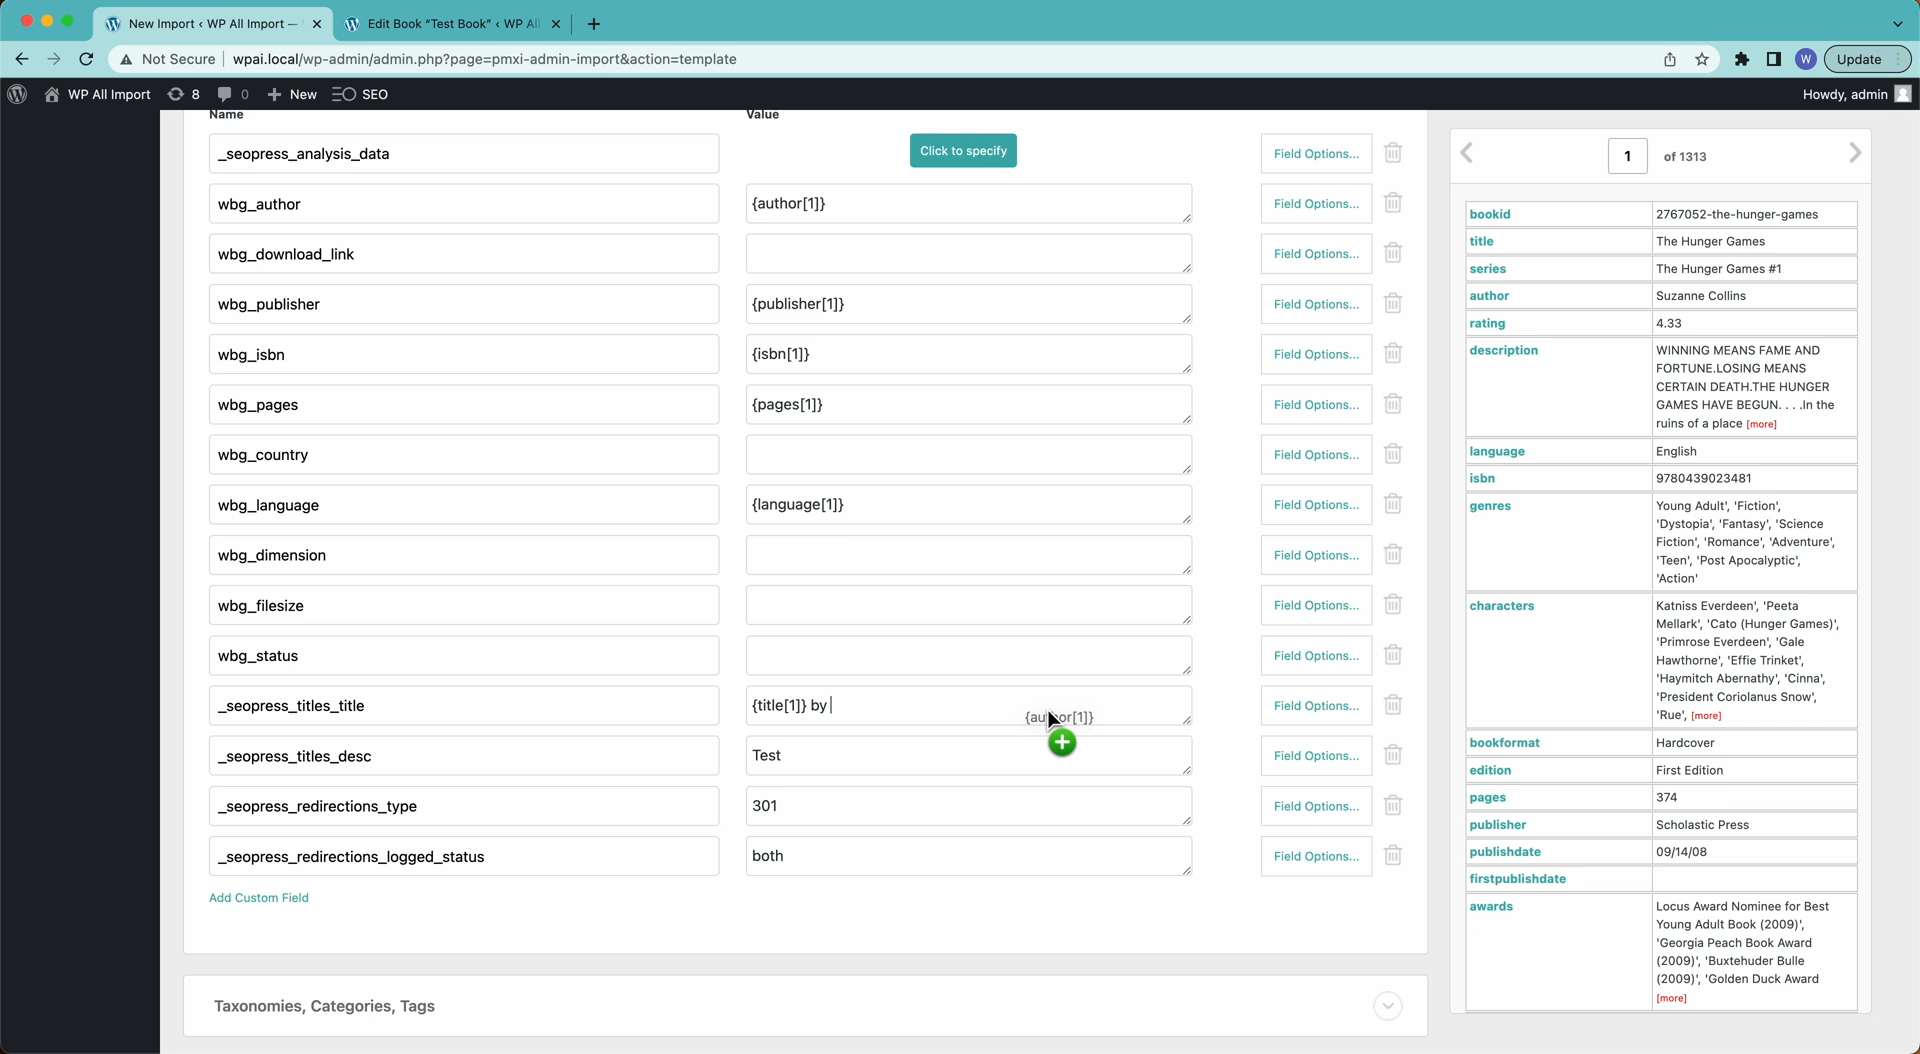 New Import ‹ WP All Import —
Edit Book “Test Book” ‹ WP All
Not Secure
wpai.local/wp-admin/admin.php?page=pmxi-admin-import&action=template
W
Update
WP All Import
8
0
New
SEO
Howdy, admin
Name
Value
_seopress_analysis_data
Click to specify
Field Options...
wbg_author
{author[1]}
Field Options...
wbg_download_link
Field Options...
wbg_publisher
{publisher[1]}
Field Options...
wbg_isbn
{isbn[1]}
Field Options...
wbg_pages
{pages[1]}
Field Options...
wbg_country
Field Options...
wbg_language
{language[1]}
Field Options...
wbg_dimension
Field Options...
wbg_filesize
Field Options...
wbg_status
Field Options...
_seopress_titles_title
{title[1]} by
{author[1]}
Field Options...
_seopress_titles_desc
Test
Field Options...
_seopress_redirections_type
301
Field Options...
_seopress_redirections_logged_status
both
Field Options...
Add Custom Field
Taxonomies, Categories, Tags
1
of 1313
bookid
2767052-the-hunger-games
title
The Hunger Games
series
The Hunger Games #1
author
Suzanne Collins
rating
4.33
description
WINNING MEANS FAME AND
FORTUNE.LOSING MEANS
CERTAIN DEATH.THE HUNGER
GAMES HAVE BEGUN. . . .In the
ruins of a place [more]
language
English
isbn
9780439023481
genres
Young Adult', 'Fiction',
'Dystopia', 'Fantasy', 'Science
Fiction', 'Romance', 'Adventure',
'Teen', 'Post Apocalyptic',
'Action'
characters
Katniss Everdeen', 'Peeta
Mellark', 'Cato (Hunger Games)',
'Primrose Everdeen', 'Gale
Hawthorne', 'Effie Trinket',
'Haymitch Abernathy', 'Cinna',
'President Coriolanus Snow',
'Rue', [more]
bookformat
Hardcover
edition
First Edition
pages
374
publisher
Scholastic Press
publishdate
09/14/08
firstpublishdate
awards
Locus Award Nominee for Best
Young Adult Book (2009)',
'Georgia Peach Book Award
(2009)', 'Buxtehuder Bulle
(2009)', 'Golden Duck Award
[more]